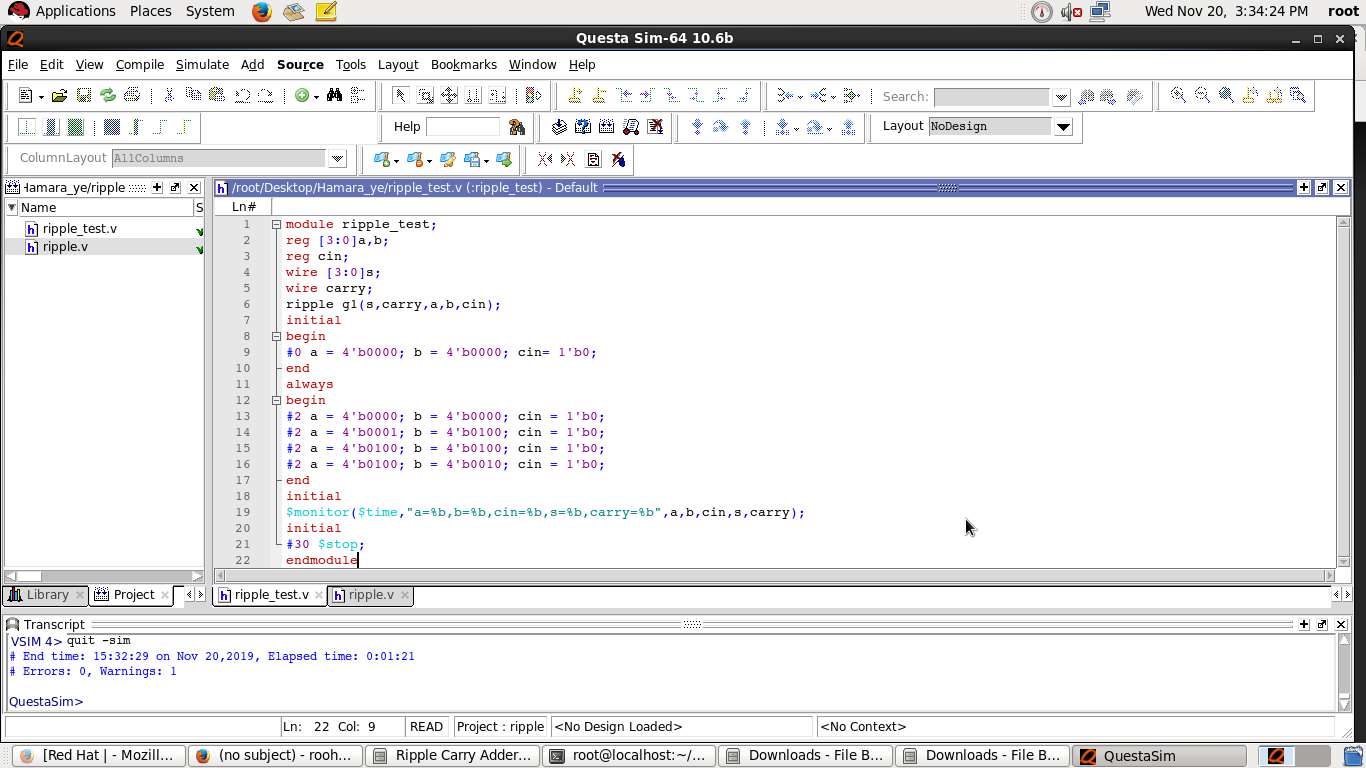 Applications Places System Wed Nov 20, 3:34:24 PM root
Questa Sim-64 10.6b
File Edit View Compile Simulate Add Source Tools Layout Bookmarks Window Help
Search:
Help Layout NoDesign
ColumnLayout AllColumns
Hamara_ye/ripple
/root/Desktop/Hamara_ye/ripple_test.v (:ripple_test) - Default
Name S
Ln#
ripple_test.v
ripple.v
1 module ripple_test;
2 reg [3:0]a,b;
3 reg cin;
4 wire [3:0]s;
5 wire carry;
6 ripple g1(s,carry,a,b,cin);
7 initial
8 begin
9 #0 a = 4'b0000; b = 4'b0000; cin= 1'b0;
10 end
11 always
12 begin
13 #2 a = 4'b0000; b = 4'b0000; cin = 1'b0;
14 #2 a = 4'b0001; b = 4'b0100; cin = 1'b0;
15 #2 a = 4'b0100; b = 4'b0100; cin = 1'b0;
16 #2 a = 4'b0100; b = 4'b0010; cin = 1'b0;
17 end
18 initial
19 $monitor($time,"a=%b,b=%b,cin=%b,s=%b,carry=%b",a,b,cin,s,carry);
20 initial
21 #30 $stop;
22 endmodule
Library Project ripple_test.v ripple.v
Transcript
VSIM 4> quit -sim
# End time: 15:32:29 on Nov 20,2019, Elapsed time: 0:01:21
# Errors: 0, Warnings: 1
QuestaSim>
Ln: 22 Col: 9 READ Project : ripple <No Design Loaded> <No Context>
[Red Hat | - Mozill... (no subject) - rooh... Ripple Carry Adder... root@localhost:~/... Downloads - File B... Downloads - File B... QuestaSim